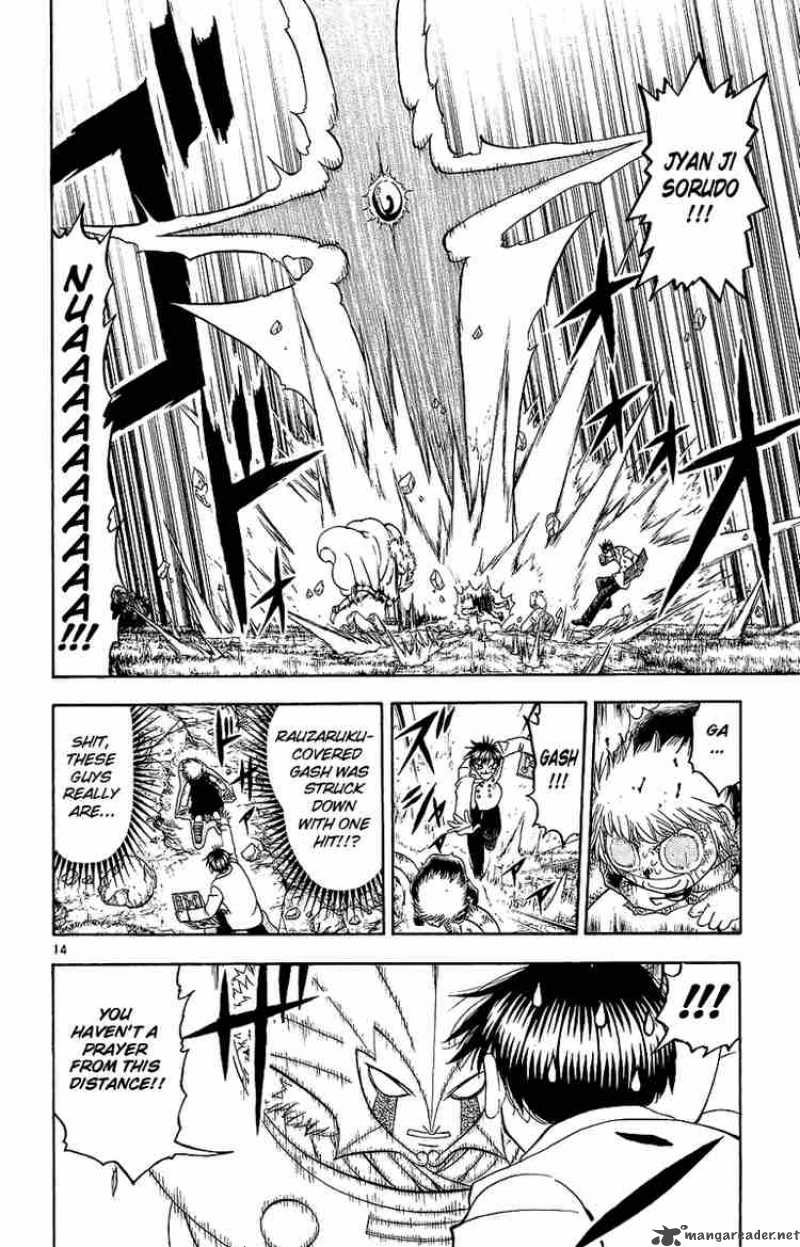 JYAN JI
SORUDO
!!!
NUAAAAAAAAAAA!!!
GA
...
GASH
!!!
RAUZARUKU-
COVERED
GASH WAS
STRUCK
DOWN
WITH ONE
HIT!!?
SHIT,
THESE
GUYS
REALLY
ARE...
14
!!!
YOU
HAVEN'T A
PRAYER
FROM THIS
DISTANCE!!
mangareader.net